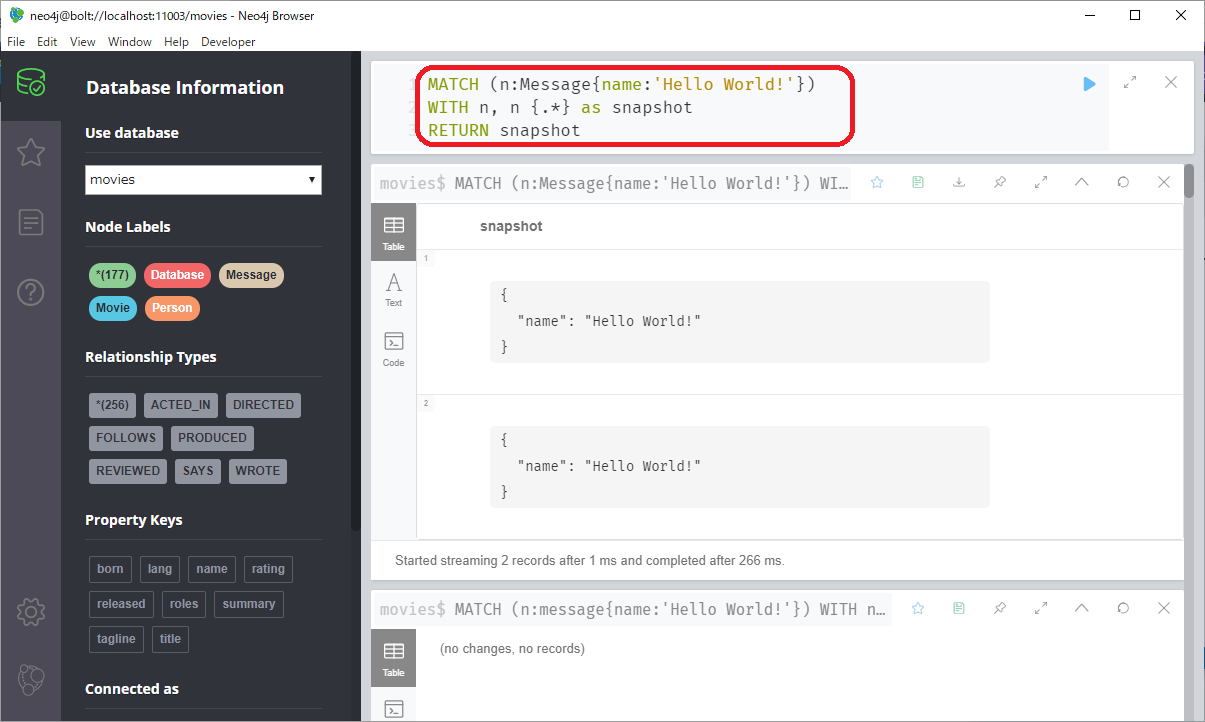 neo4j@bolt://localhost:11003/movies - Neo4j Browser
File Edit View Window Help Developer
Database Information
Use database
movies
Node Labels
*(177) Database Message
Movie Person
Relationship Types
*(256) ACTED_IN DIRECTED
FOLLOWS PRODUCED
REVIEWED SAYS WROTE
Property Keys
born lang name rating
released roles summary
tagline title
Connected as
1 MATCH (n:Message{name:'Hello World!'})
2 WITH n, n {.*} as snapshot
3 RETURN snapshot
movies$ MATCH (n:Message{name:'Hello World!'}) WI…
Table
Text
Code
snapshot
1
{
"name": "Hello World!"
}
2
{
"name": "Hello World!"
}
Started streaming 2 records after 1 ms and completed after 266 ms.
movies$ MATCH (n:message{name:'Hello World!'}) WITH n…
Table
(no changes, no records)